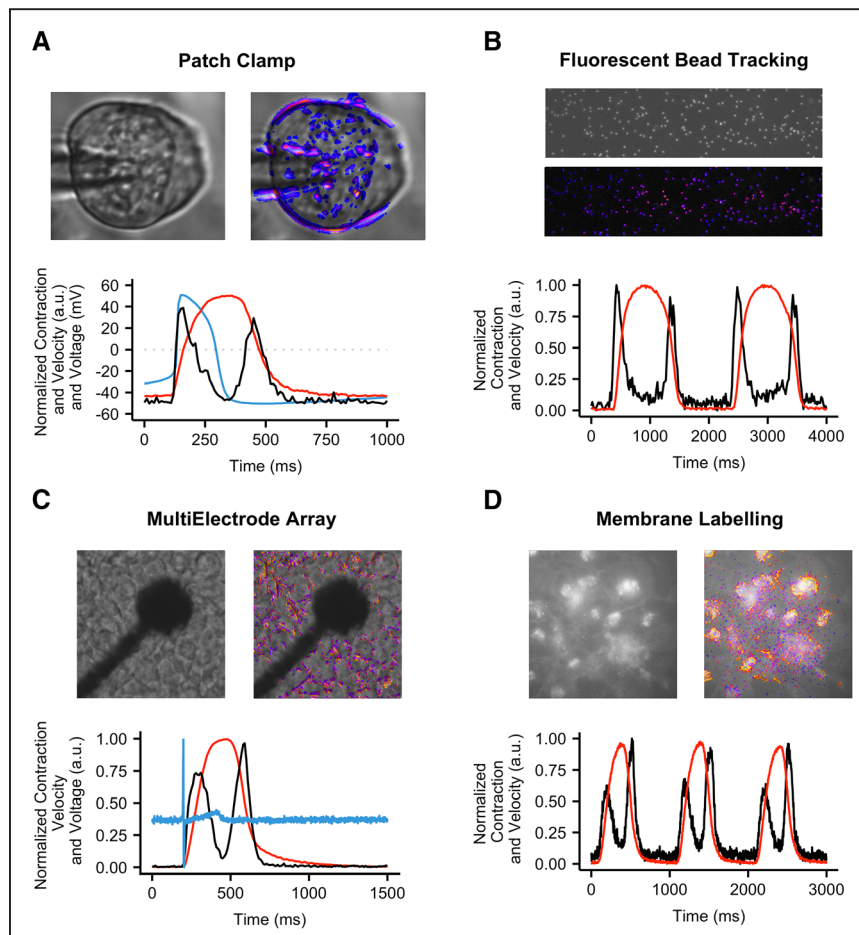 A
Patch Clamp
Normalized Contraction
and Velocity (a.u.)
and Voltage (mV)
60
40
20
0
-20
-40
-60
0
250
500
750
1000
Time (ms)
B
Fluorescent Bead Tracking
Normalized
Contraction
and Velocity (a.u.)
1.00
0.75
0.50
0.25
0.00
0
1000
2000
3000
4000
Time (ms)
C
MultiElectrode Array
Normalized Contraction
Velocity
and Voltage (a.u.)
1.00
0.75
0.50
0.25
0.00
0
500
1000
1500
Time (ms)
D
Membrane Labelling
Normalized
Contraction
and Velocity (a.u.)
1.00
0.75
0.50
0.25
0.00
0
1000
2000
3000
Time (ms)